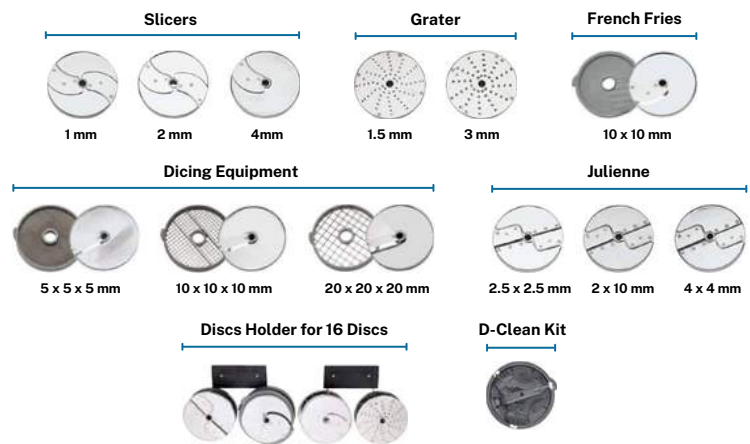 Slicers
Grater
French Fries
1 mm
2 mm
4mm
1.5 mm
3 mm
10 x 10 mm
Dicing Equipment
Julienne
5 x 5 x 5 mm
10 x 10 x 10 mm
20 x 20 x 20 mm
2.5 x 2.5 mm
2 x 10 mm
4 x 4 mm
Discs Holder for 16 Discs
D-Clean Kit